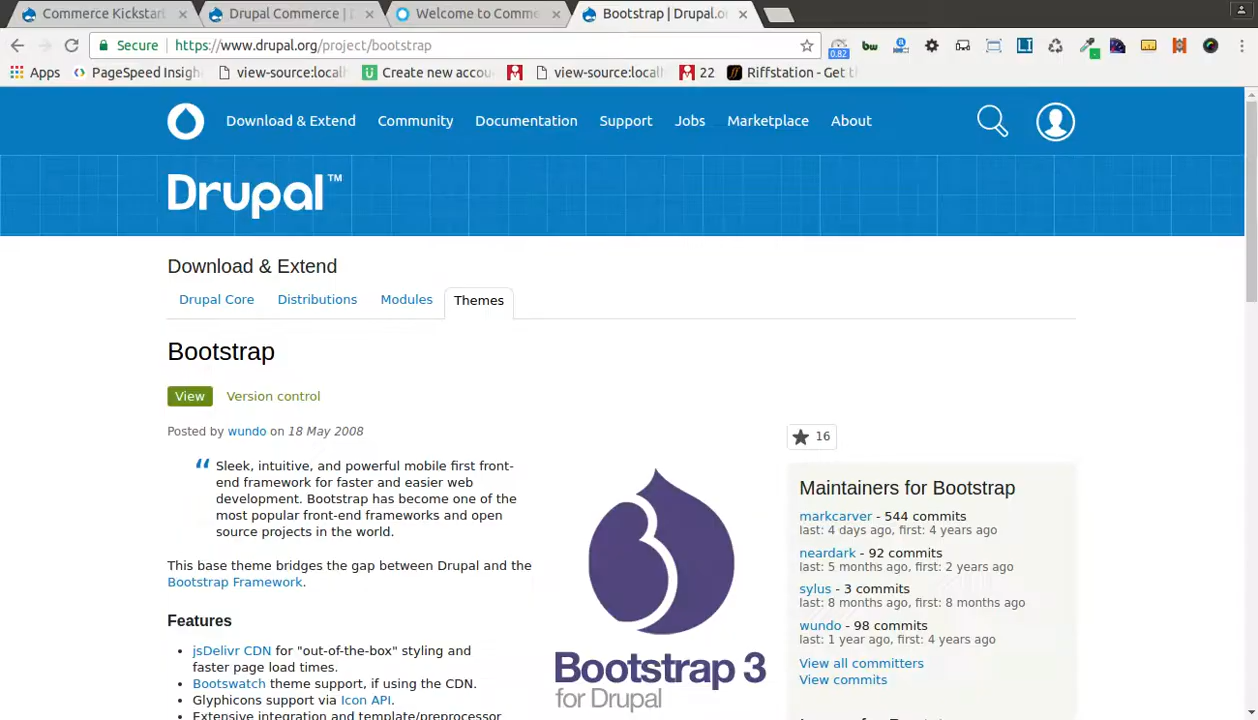 Commerce Kickstart
Drupal Commerce |
Welcome to Comme
Bootstrap | Drupal.or
Secure
https://www.drupal.org/project/bootstrap
0.82
bw
Apps
PageSpeed Insigh
view-source:local
Create new accou
view-source:local
22
Riffstation - Get t
Download & Extend
Community
Documentation
Support
Jobs
Marketplace
About
Drupal™
Download & Extend
Drupal Core
Distributions
Modules
Themes
Bootstrap
View
Version control
Posted by wundo on 18 May 2008
16
“ Sleek, intuitive, and powerful mobile first front-
end framework for faster and easier web
development. Bootstrap has become one of the
most popular front-end frameworks and open
source projects in the world.
This base theme bridges the gap between Drupal and the
Bootstrap Framework.
Features
• jsDelivr CDN for "out-of-the-box" styling and
faster page load times.
• Bootswatch theme support, if using the CDN.
• Glyphicons support via Icon API.
• Extensive integration and template/preprocessor
Bootstrap 3
for Drupal
Maintainers for Bootstrap
markcarver - 544 commits
last: 4 days ago, first: 4 years ago
neardark - 92 commits
last: 5 months ago, first: 2 years ago
sylus - 3 commits
last: 8 months ago, first: 8 months ago
wundo - 98 commits
last: 1 year ago, first: 4 years ago
View all committers
View commits